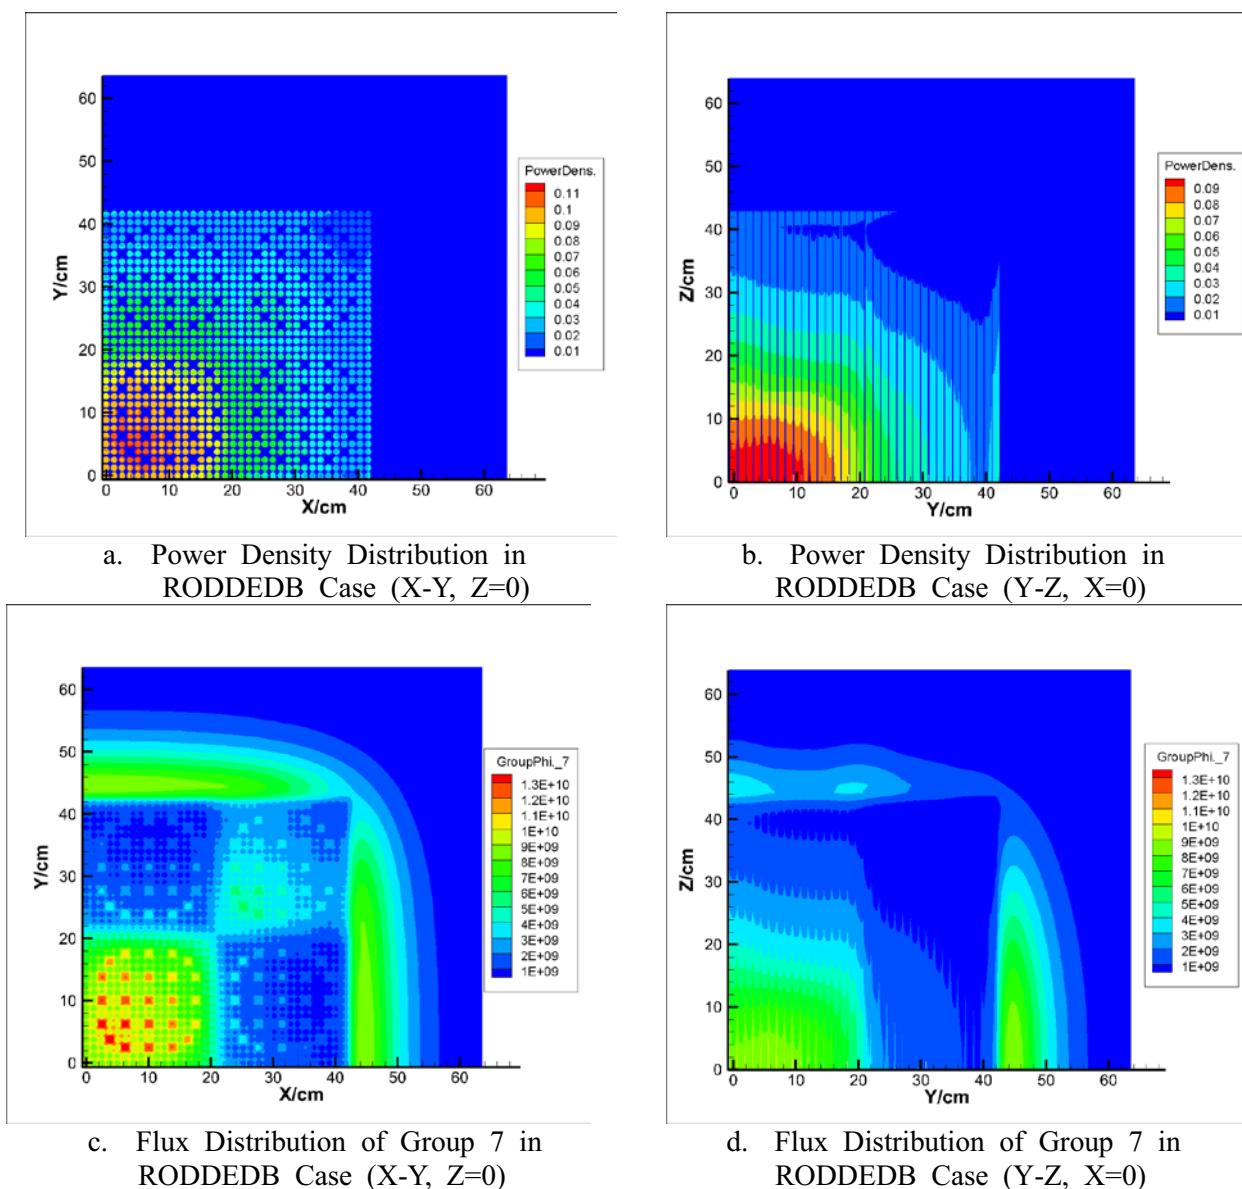 60
50
40
30
20
10
0
Y/cm
0 10 20 30 40 50 60
X/cm
PowerDens.
0.11
0.1
0.09
0.08
0.07
0.06
0.05
0.04
0.03
0.02
0.01
a. Power Density Distribution in
RODDEDB Case (X-Y, Z=0)
60
50
40
30
20
10
0
Z/cm
0 10 20 30 40 50 60
Y/cm
PowerDens.
0.09
0.08
0.07
0.06
0.05
0.04
0.03
0.02
0.01
b. Power Density Distribution in
RODDEDB Case (Y-Z, X=0)
60
50
40
30
20
10
0
Y/cm
0 10 20 30 40 50 60
X/cm
GroupPhi._7
1.3E+10
1.2E+10
1.1E+10
1E+10
9E+09
8E+09
7E+09
6E+09
5E+09
4E+09
3E+09
2E+09
1E+09
c. Flux Distribution of Group 7 in
RODDEDB Case (X-Y, Z=0)
60
50
40
30
20
10
0
Z/cm
0 10 20 30 40 50 60
Y/cm
GroupPhi._7
1.3E+10
1.2E+10
1.1E+10
1E+10
9E+09
8E+09
7E+09
6E+09
5E+09
4E+09
3E+09
2E+09
1E+09
d. Flux Distribution of Group 7 in
RODDEDB Case (Y-Z, X=0)